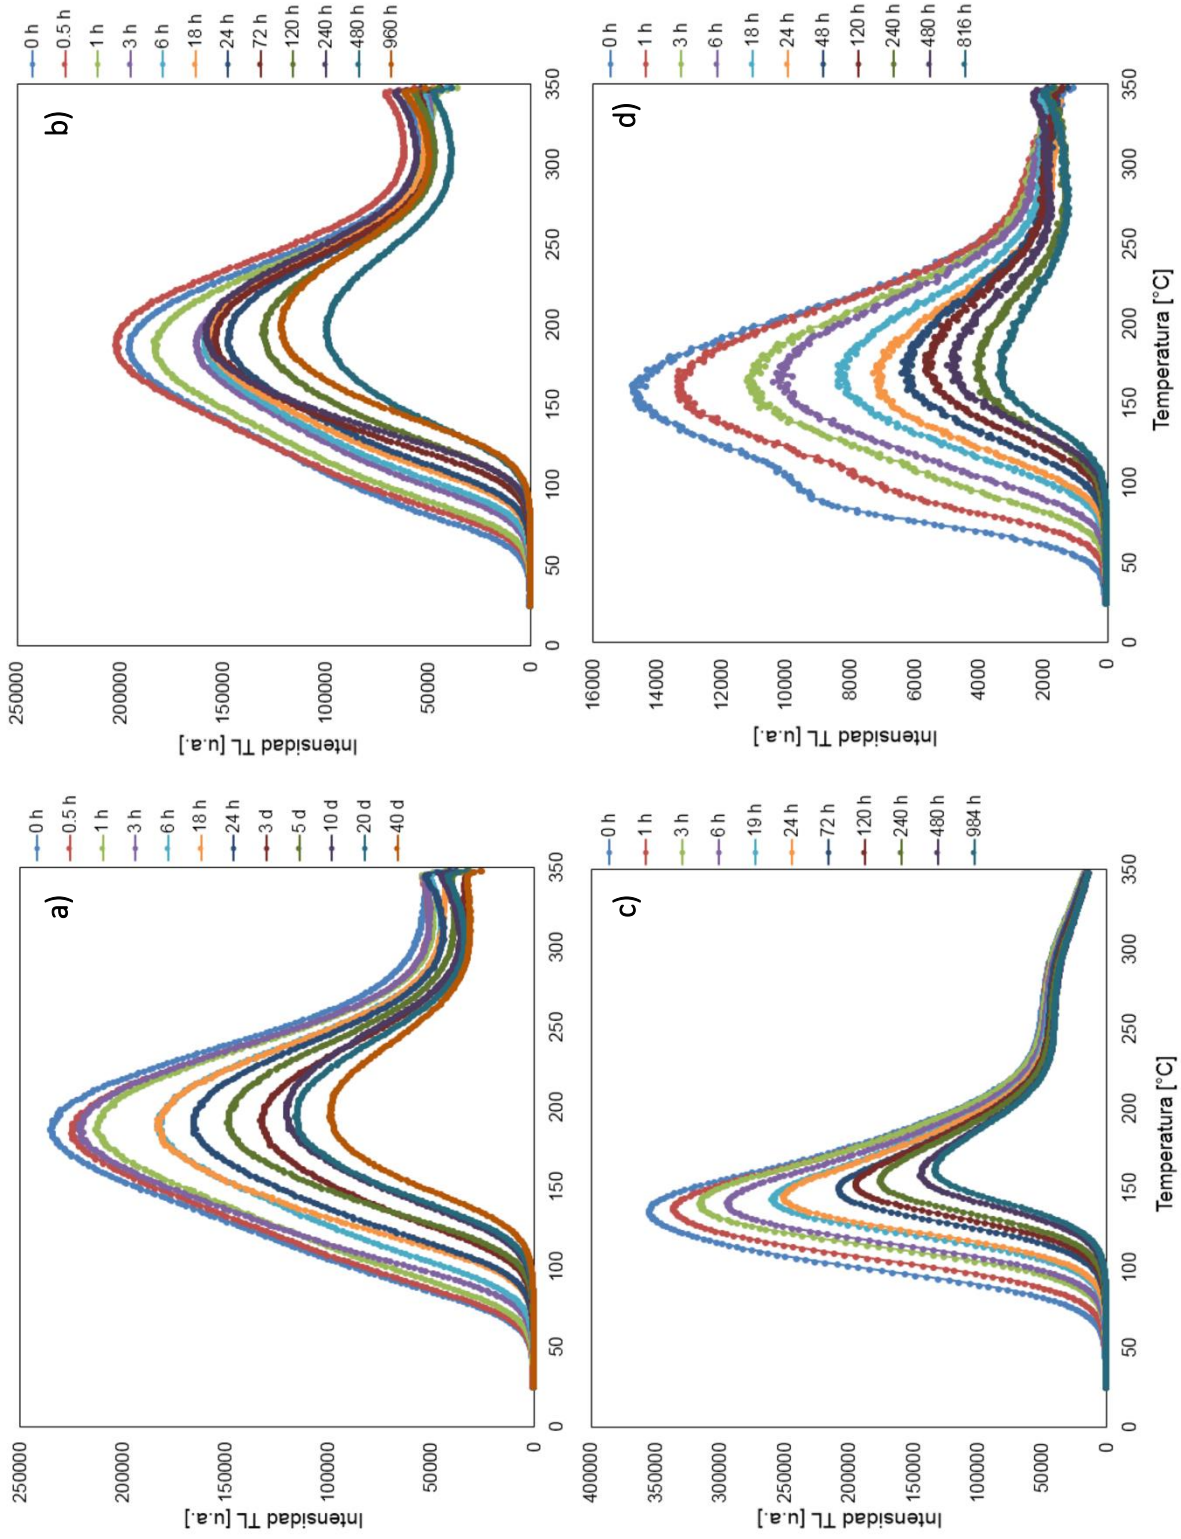 a)
Intensidad TL [u.a.]
250000
200000
150000
100000
50000
0
0 50 100 150 200 250 300 350
0 h
0.5 h
1 h
3 h
6 h
18 h
24 h
3 d
5 d
10 d
20 d
40 d
b)
Intensidad TL [u.a.]
250000
200000
150000
100000
50000
0
0 50 100 150 200 250 300 350
0 h
0.5 h
1 h
3 h
6 h
18 h
24 h
72 h
120 h
240 h
480 h
960 h
c)
Intensidad TL [u.a.]
400000
350000
300000
250000
200000
150000
100000
50000
0
0 50 100 150 200 250 300 350
Temperatura [°C]
0 h
1 h
3 h
6 h
19 h
24 h
72 h
120 h
240 h
480 h
984 h
d)
Intensidad TL [u.a.]
16000
14000
12000
10000
8000
6000
4000
2000
0
0 50 100 150 200 250 300 350
Temperatura [°C]
0 h
1 h
3 h
6 h
18 h
24 h
48 h
120 h
240 h
480 h
816 h